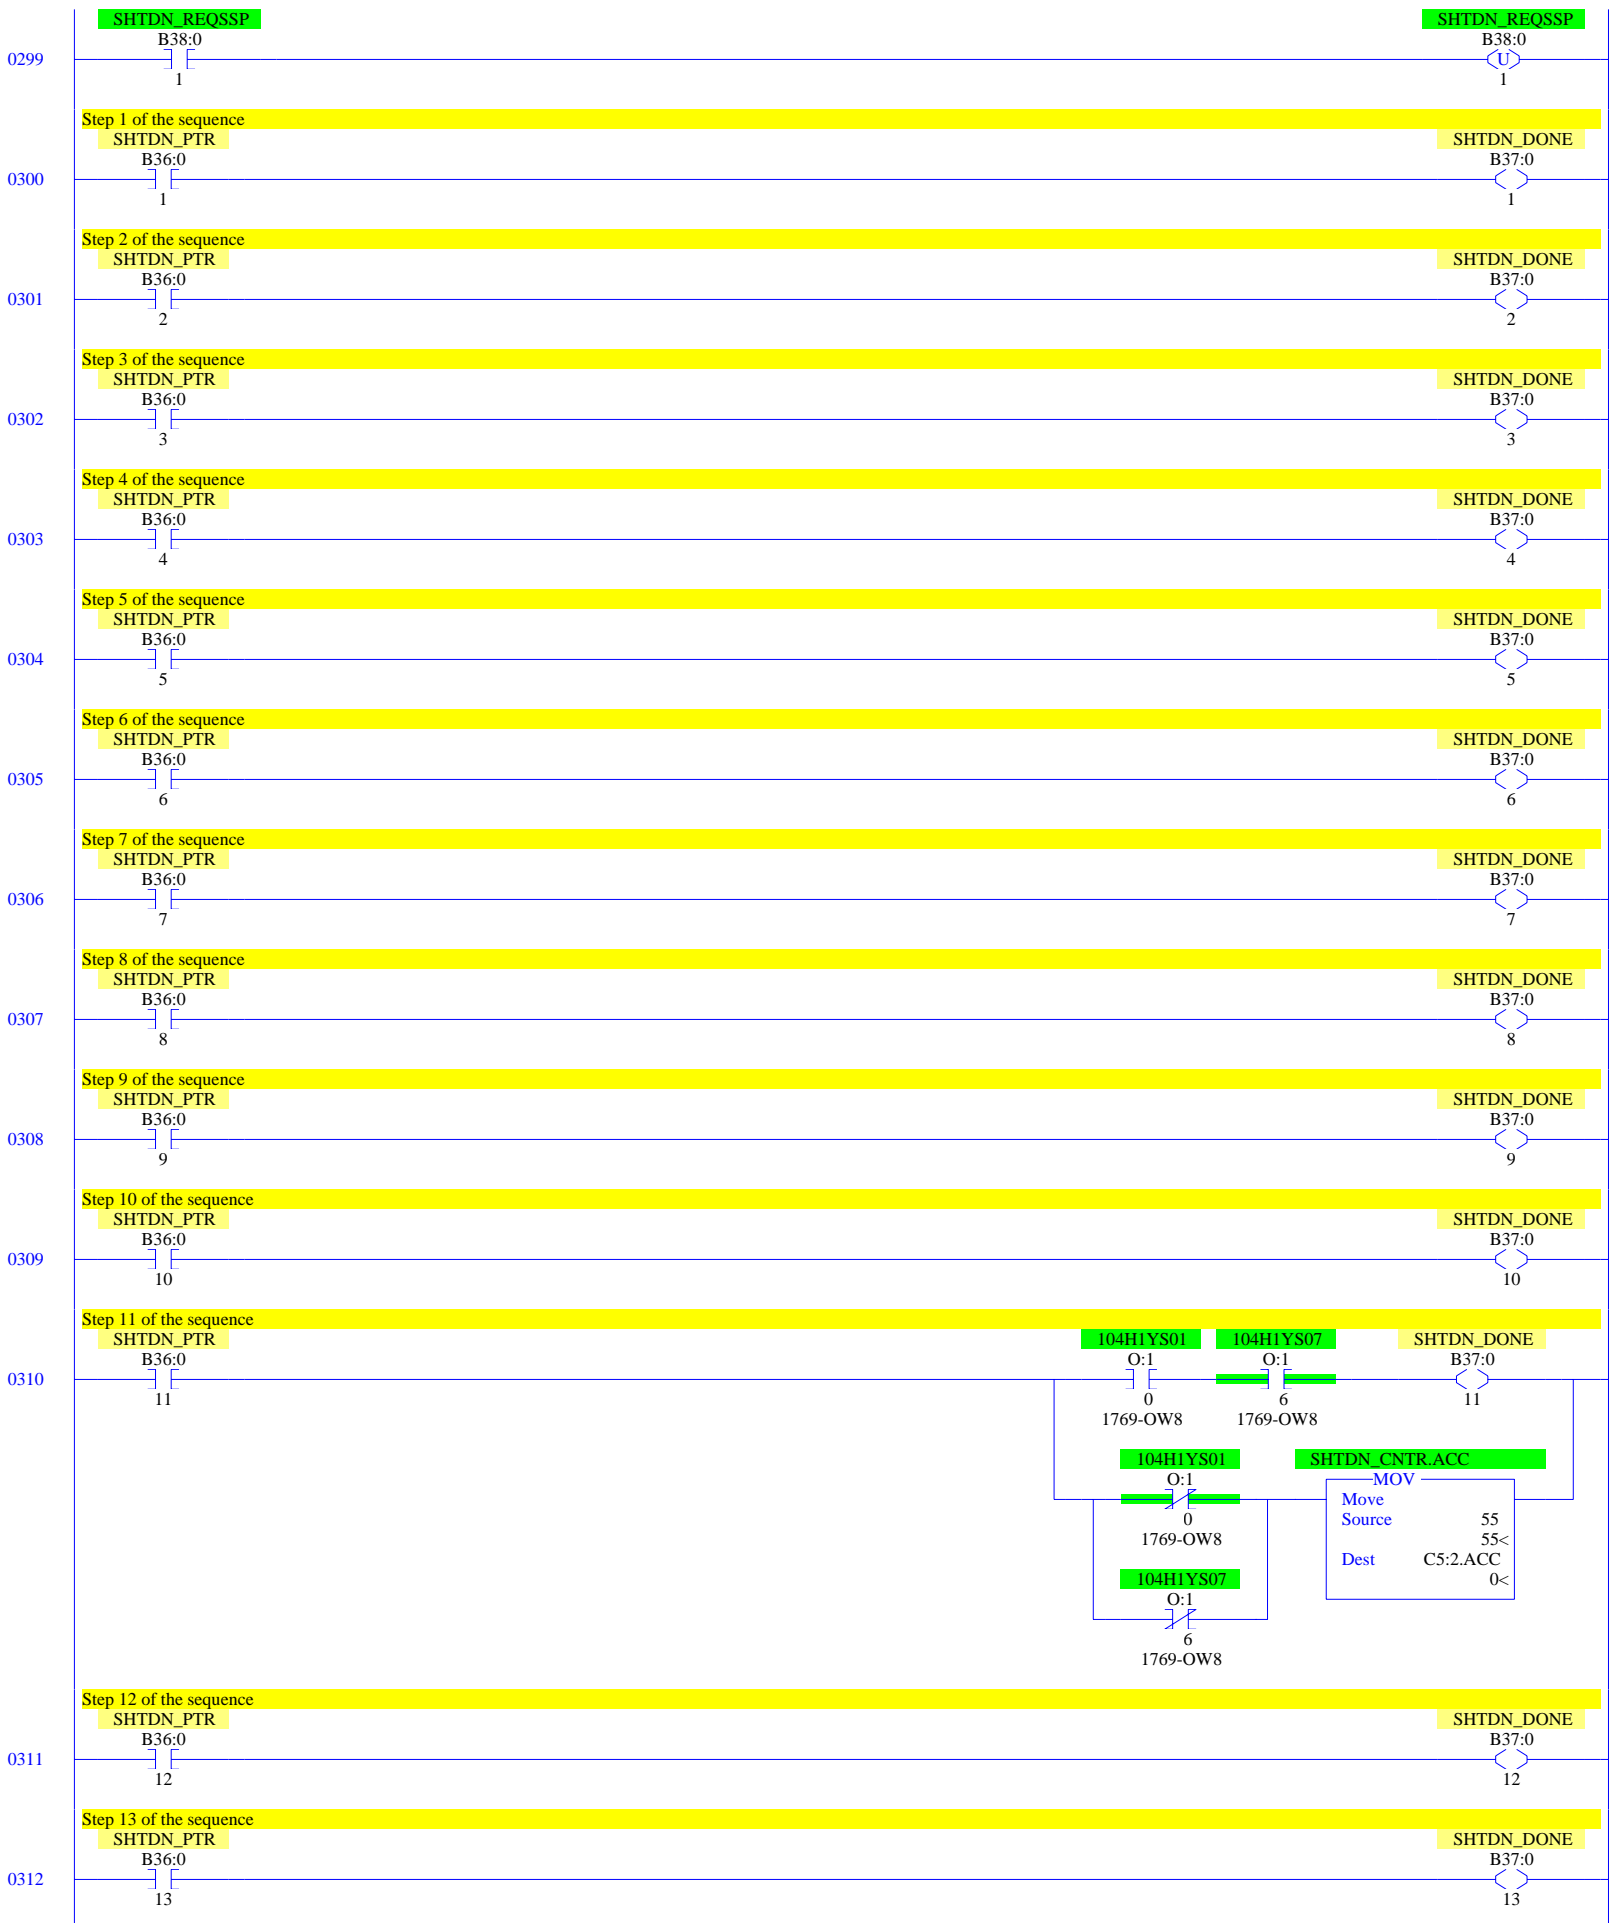 SHTDN_REQSSP SHTDN_REQSSP
B38:0 B38:0
0299 U
1 1
Step 1 of the sequence
SHTDN_PTR SHTDN_DONE
B36:0 B37:0
0300
1 1
Step 2 of the sequence
SHTDN_PTR SHTDN_DONE
B36:0 B37:0
0301
2 2
Step 3 of the sequence
SHTDN_PTR SHTDN_DONE
B36:0 B37:0
0302
3 3
Step 4 of the sequence
SHTDN_PTR SHTDN_DONE
B36:0 B37:0
0303
4 4
Step 5 of the sequence
SHTDN_PTR SHTDN_DONE
B36:0 B37:0
0304
5 5
Step 6 of the sequence
SHTDN_PTR SHTDN_DONE
B36:0 B37:0
0305
6 6
Step 7 of the sequence
SHTDN_PTR SHTDN_DONE
B36:0 B37:0
0306
7 7
Step 8 of the sequence
SHTDN_PTR SHTDN_DONE
B36:0 B37:0
0307
8 8
Step 9 of the sequence
SHTDN_PTR SHTDN_DONE
B36:0 B37:0
0308
9 9
Step 10 of the sequence
SHTDN_PTR SHTDN_DONE
B36:0 B37:0
0309
10 10
Step 11 of the sequence
SHTDN_PTR 104H1YS01 104H1YS07 SHTDN_DONE
B36:0 O:1 O:1 B37:0
0310
11 0 6 11
1769-OW8 1769-OW8
104H1YS01 SHTDN_CNTR.ACC
O:1 MOV
Move
0 Source 55
1769-OW8 55<
Dest C5:2.ACC
104H1YS07 0<
O:1
6
1769-OW8
Step 12 of the sequence
SHTDN_PTR SHTDN_DONE
B36:0 B37:0
0311
12 12
Step 13 of the sequence
SHTDN_PTR SHTDN_DONE
B36:0 B37:0
0312
13 13